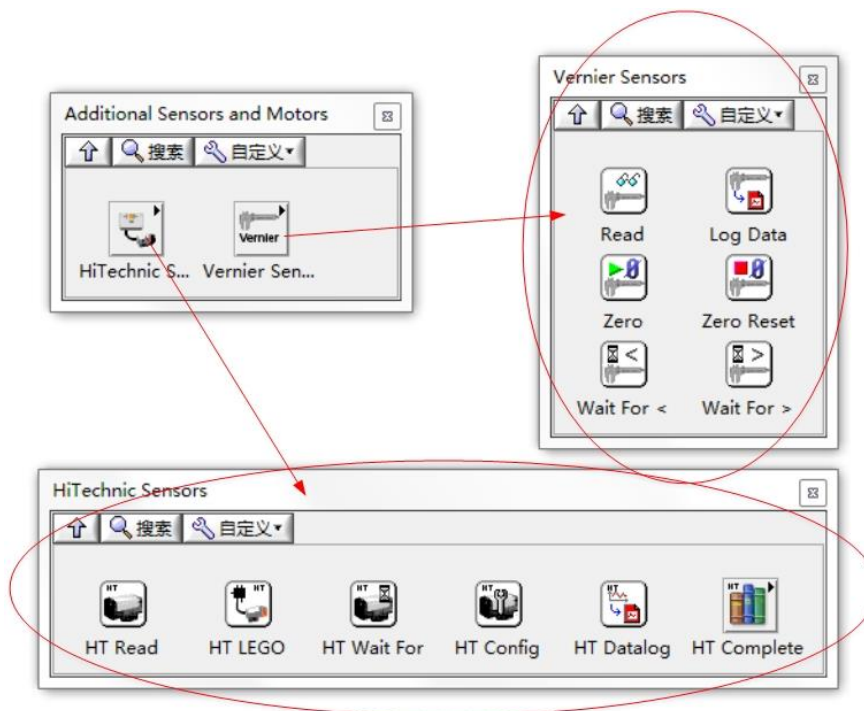 Additional Sensors and Motors
搜索 自定义
HiTechnic S... Vernier Sen...
Vernier
Vernier Sensors
搜索 自定义
Read Log Data
Zero Zero Reset
Wait For < Wait For >
HiTechnic Sensors
搜索 自定义
HT HT HT HT HT HT
HT Read HT LEGO HT Wait For HT Config HT Datalog HT Complete